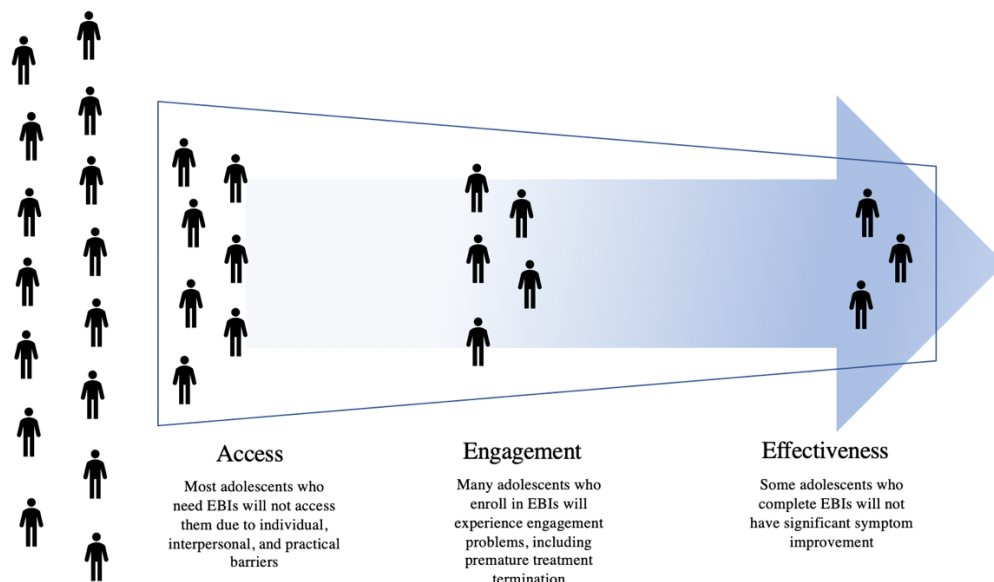 Access
Most adolescents who
need EBIs will not access
them due to individual,
interpersonal, and practical
barriers
Engagement
Many adolescents who
enroll in EBIs will
experience engagement
problems, including
premature treatment
termination
Effectiveness
Some adolescents who
complete EBIs will not
have significant symptom
improvement